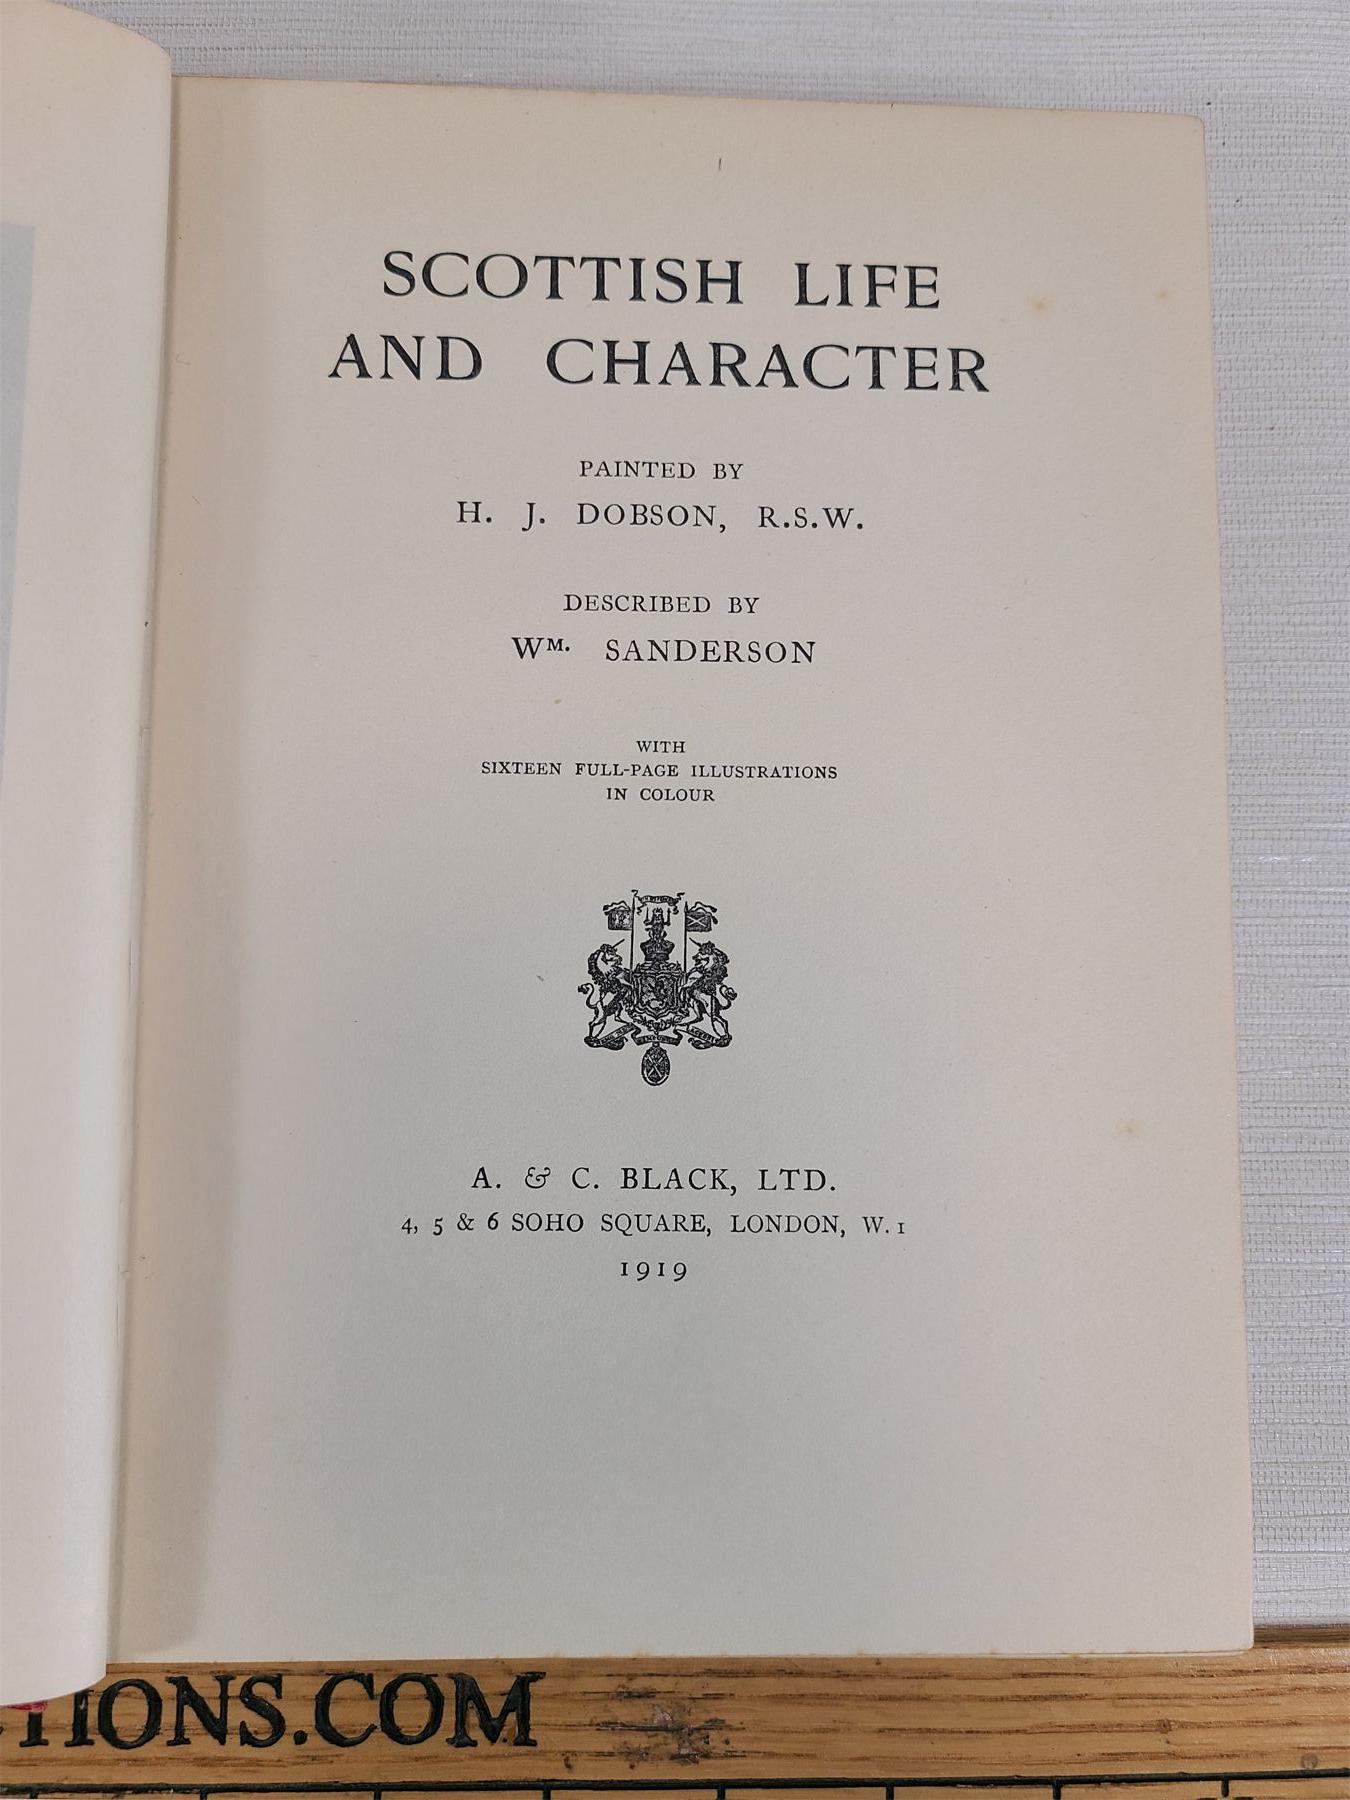 SCOTTISH LIFE
AND CHARACTER
PAINTED BY
H. J. DOBSON, R.S.W.
DESCRIBED BY
WM. SANDERSON
WITH
SIXTEEN FULL-PAGE ILLUSTRATIONS
IN COLOUR
A. & C. BLACK, LTD.
4, 5 & 6 SOHO SQUARE, LONDON, W. 1
1919
IONS.COM